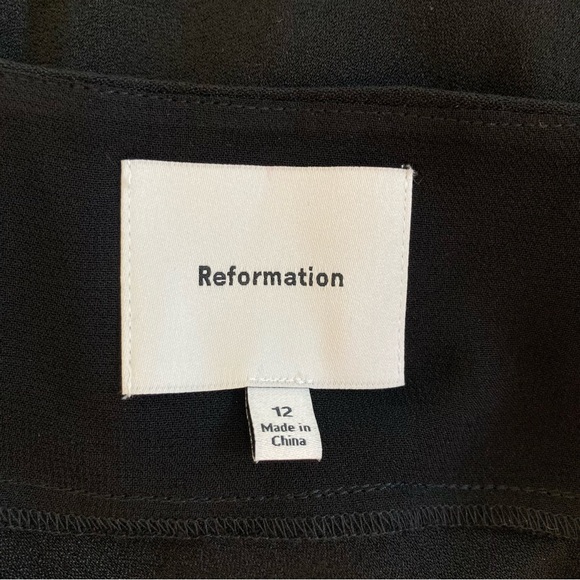 Reformation
12
Made in
China